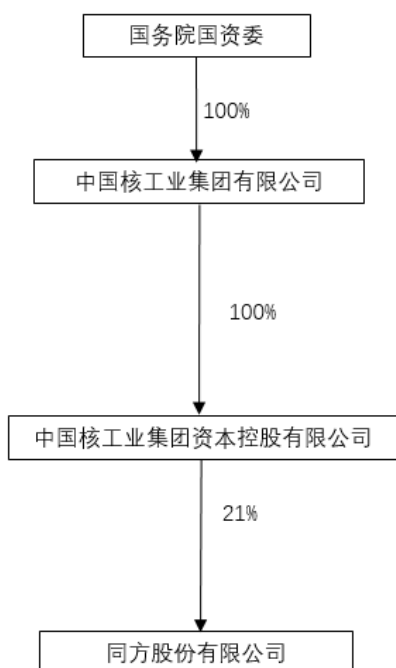 国务院国资委
100%
中国核工业集团有限公司
100%
中国核工业集团资本控股有限公司
21%
同方股份有限公司